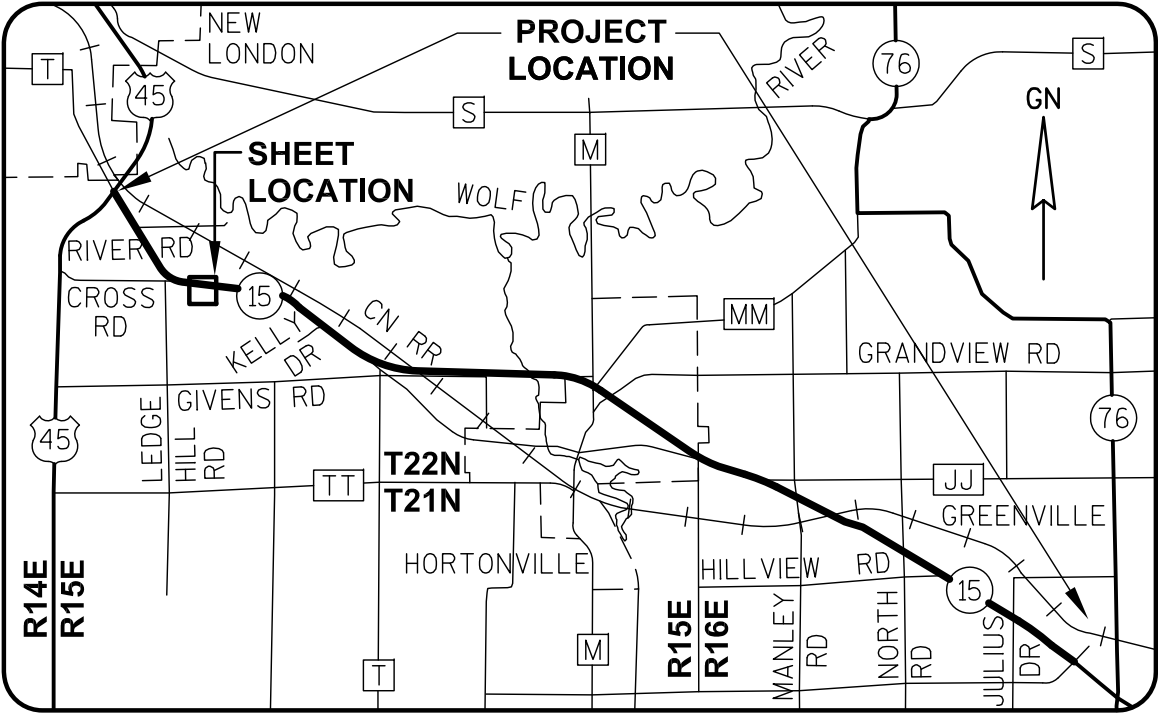 NEW
LONDON
PROJECT
LOCATION
RIVER
76
S
T
45
S
GN
M
SHEET
LOCATION
WOLF
RIVER RD
CROSS
RD
15
KELLY
DR
CN RR
MM
GRANDVIEW RD
GIVENS RD
76
45
LEDGE
HILL
RD
T22N
T21N
TT
JJ
GREENVILLE
HORTONVILLE
HILLVIEW RD
15
R14E
R15E
R15E
R16E
MANLEY
RD
NORTH
RD
JULIUS
DR
M
T